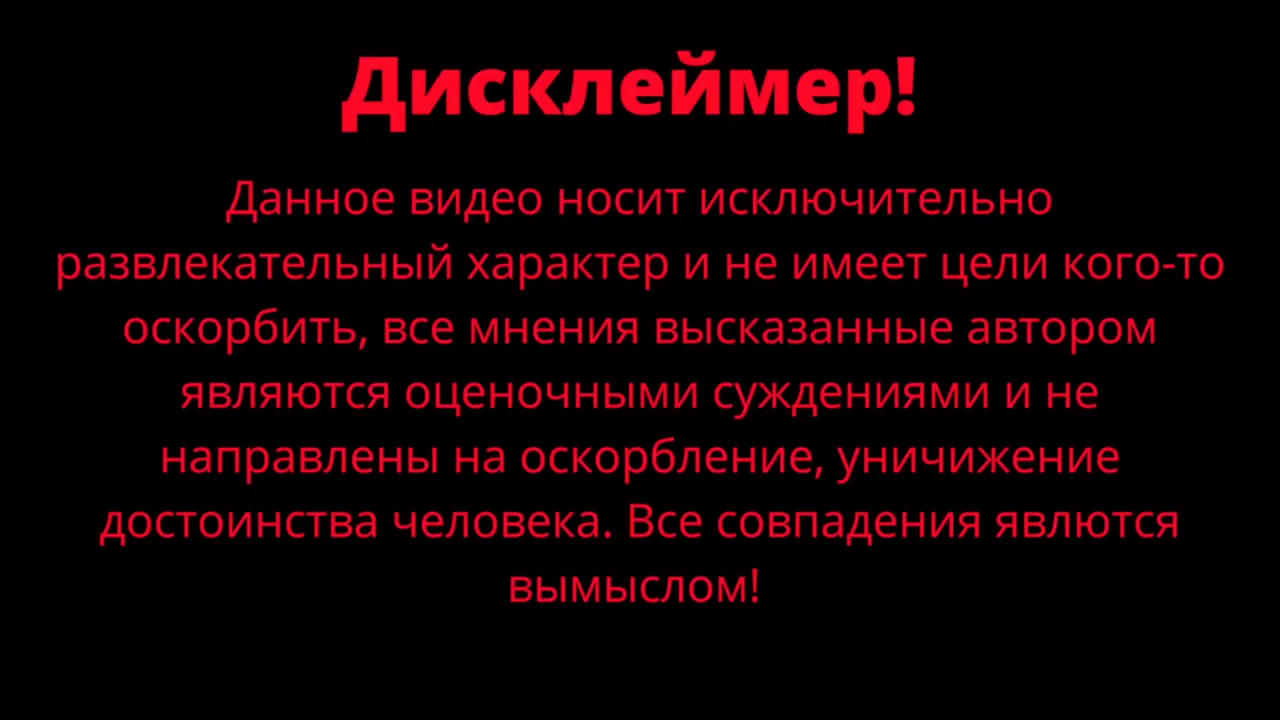 Дисклеймер!
Данное видео носит исключительно
развлекательный характер и не имеет цели кого-то
оскорбить, все мнения высказанные автором
являются оценочными суждениями и не
направлены на оскорбление, уничижение
достоинства человека. Все совпадения явлются
вымыслом!